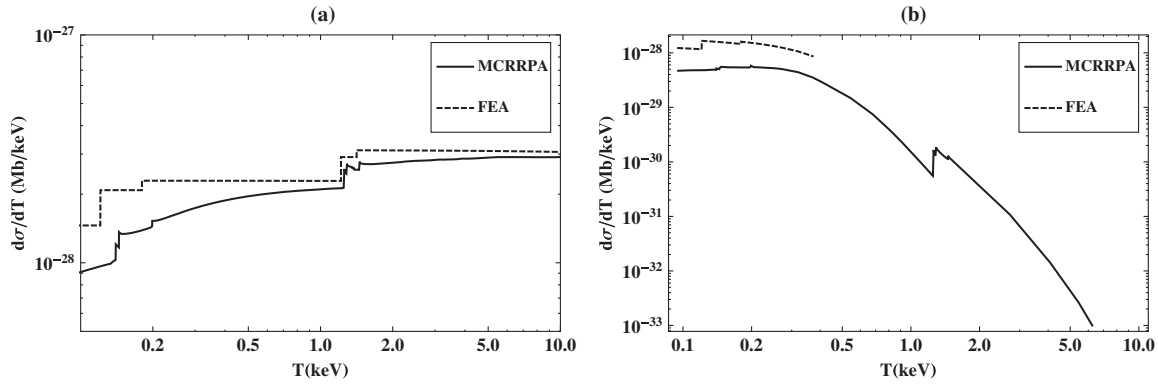 (a)
10⁻²⁷
10⁻²⁸
dσ/dT (Mb/keV)
MCRRPA
FEA
0.2 0.5 1.0 2.0 5.0 10.0
T(keV)
(b)
10⁻²⁸
10⁻²⁹
10⁻³⁰
10⁻³¹
10⁻³²
10⁻³³
dσ/dT (Mb/keV)
MCRRPA
FEA
0.1 0.2 0.5 1.0 2.0 5.0 10.0
T(keV)